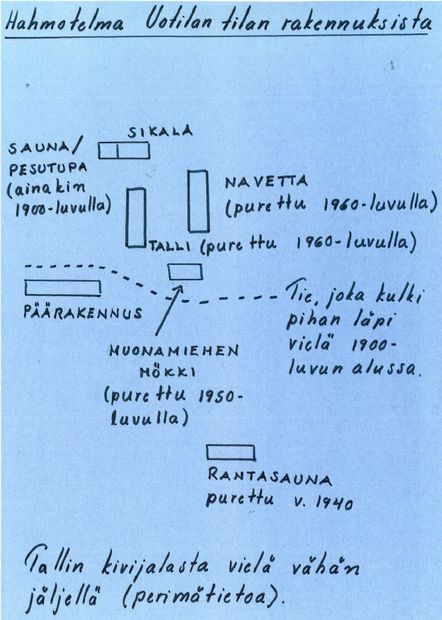 Hahmotelma Uotilan tilan rakennuksista
SIKALA
SAUNA/
PESUTUPA
(ainakin
1900-luvulla)
NAVETTA
(purettu 1960-luvulla)
TALLI (purettu 1960-luvulla)
PÄÄRAKENNUS
Tie, joka kulki
pihan läpi
vielä 1900-
luvun alussa.
MUONAMIEHEN
MÖKKI
(purettu 1950-
luvulla)
RANTASAUNA
purettu v. 1940
Tallin kivijalasta vielä vähän
jäljellä (perimätietoa).